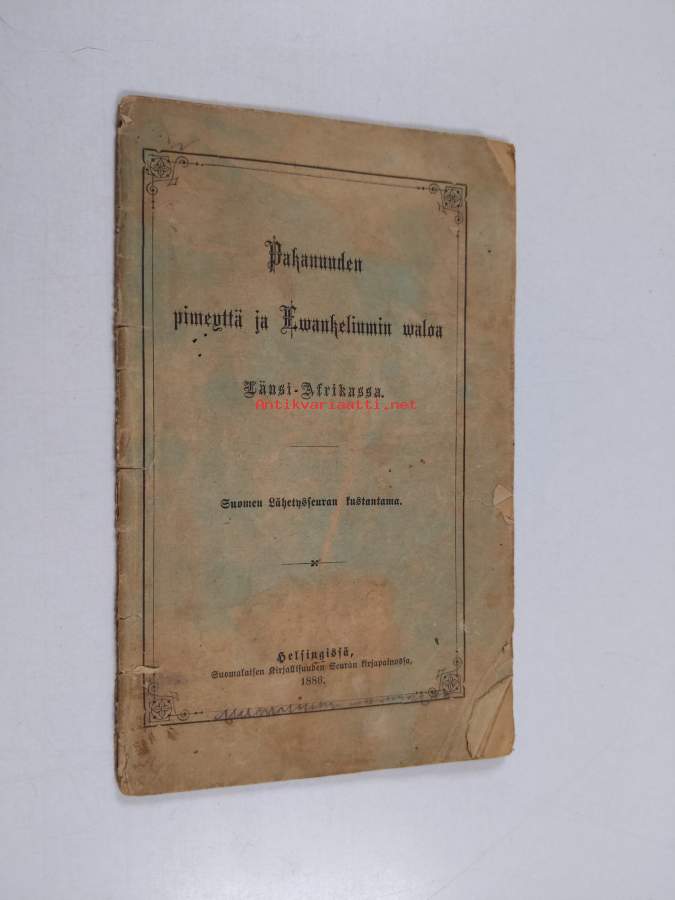 Pakanuuden
pimeyttä ja Ewankeliumin waloa
Länsi-Afrikassa.
Antikvariaatti.net
Suomen Lähetysseuran kustantama.
Helsingissä,
Suomalaisen Kirjallisuuden Seuran kirjapainossa,
1886.